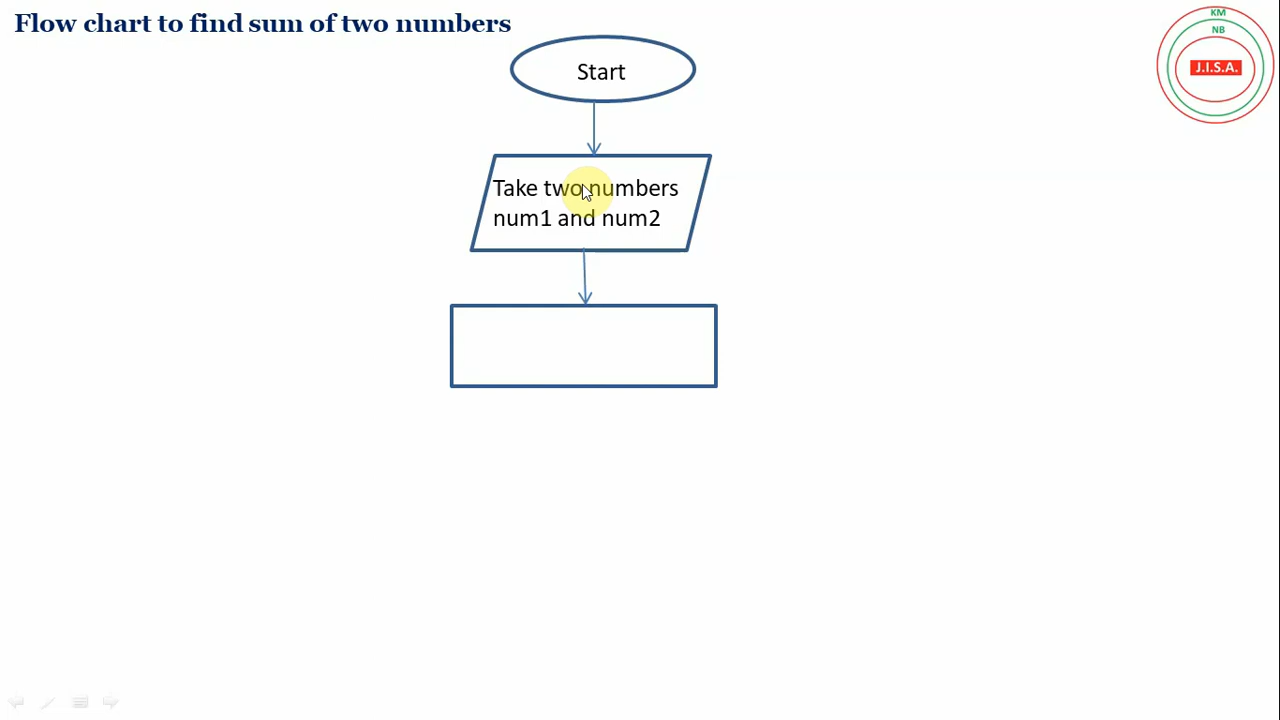 Flow chart to find sum of two numbers
KM
NB
J.I.S.A.
Start
Take two numbers
num1 and num2